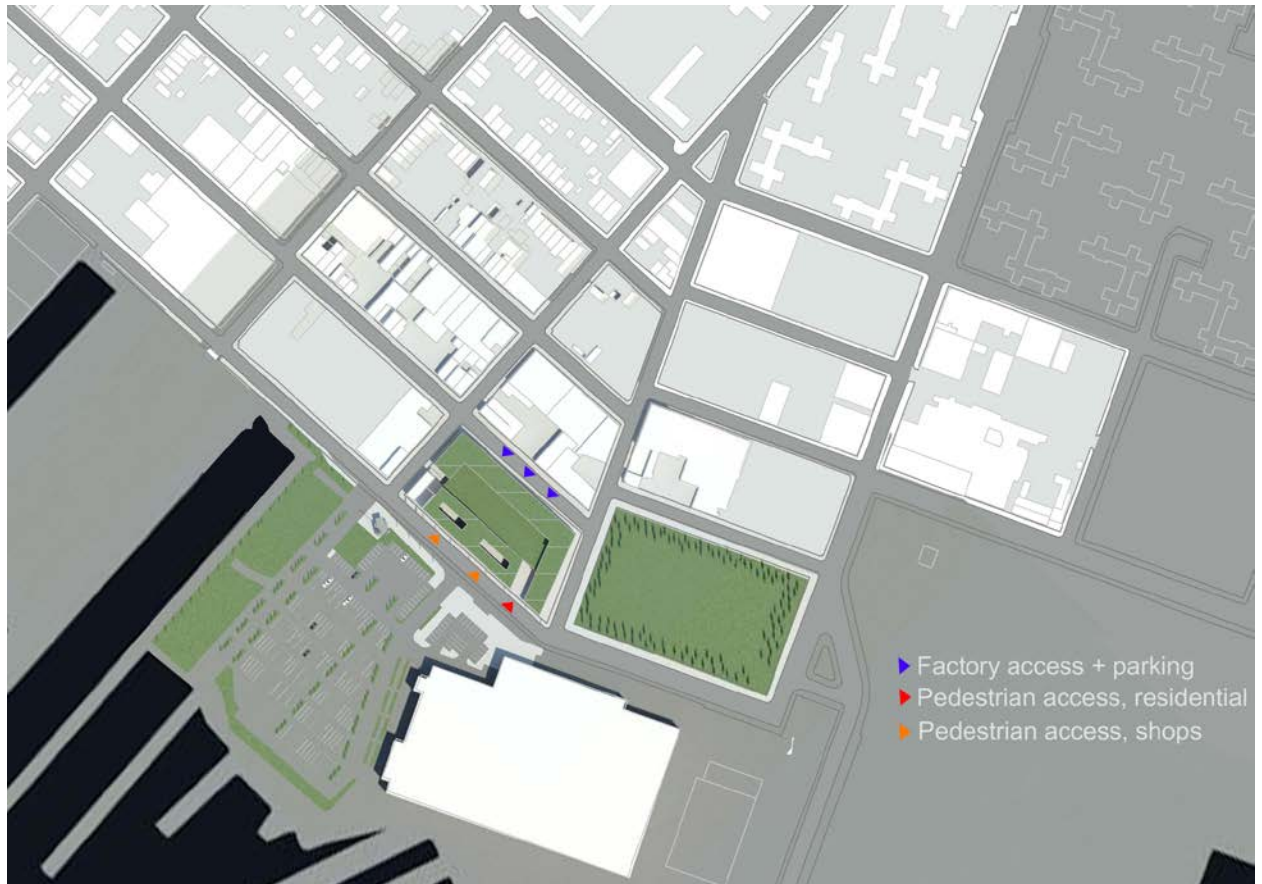 Factory access + parking
Pedestrian access, residential
Pedestrian access, shops